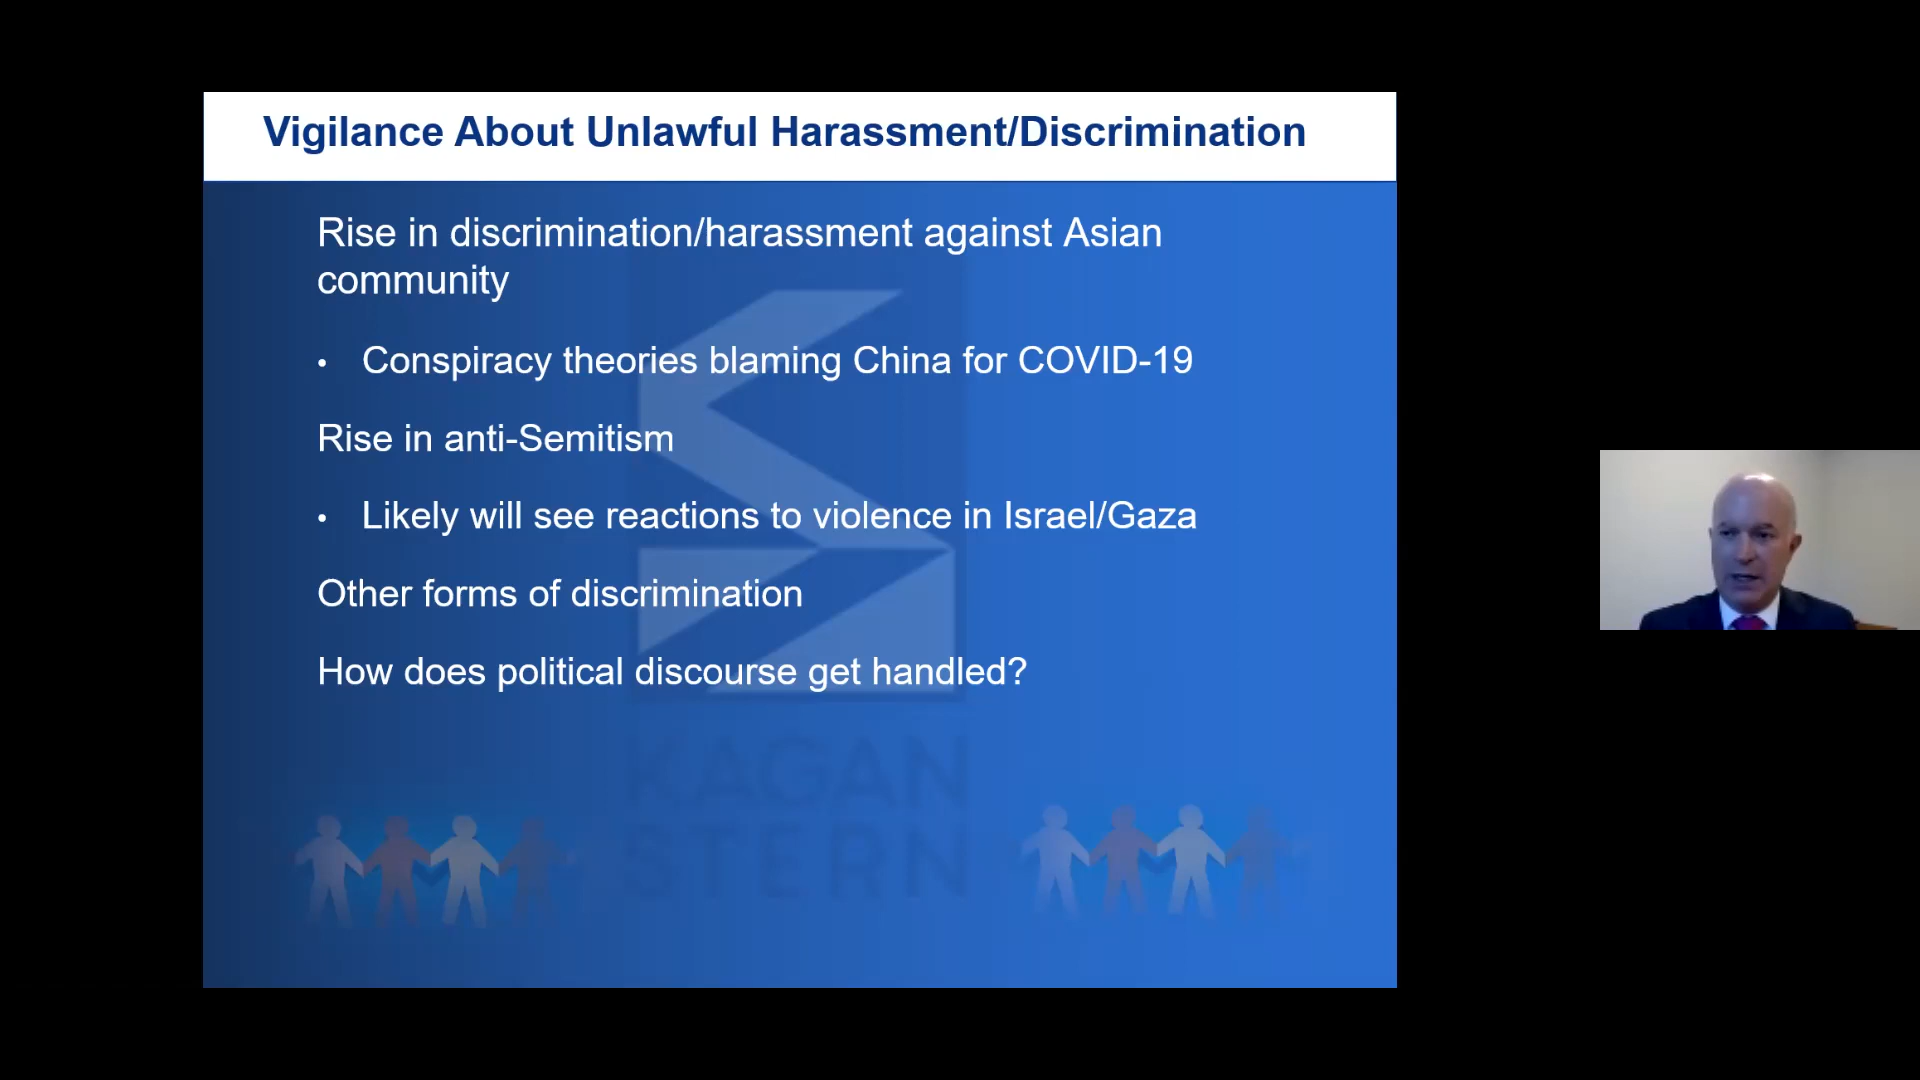 Vigilance About Unlawful Harassment/Discrimination
Rise in discrimination/harassment against Asian
community
• Conspiracy theories blaming China for COVID-19
Rise in anti-Semitism
• Likely will see reactions to violence in Israel/Gaza
Other forms of discrimination
How does political discourse get handled?
KAGAN
STERN